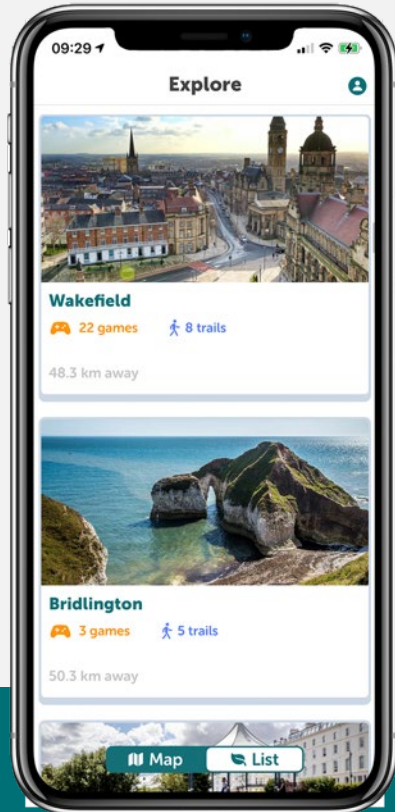 09:29
Explore
Wakefield
22 games 8 trails
48.3 km away
Bridlington
3 games 5 trails
50.3 km away
Map List